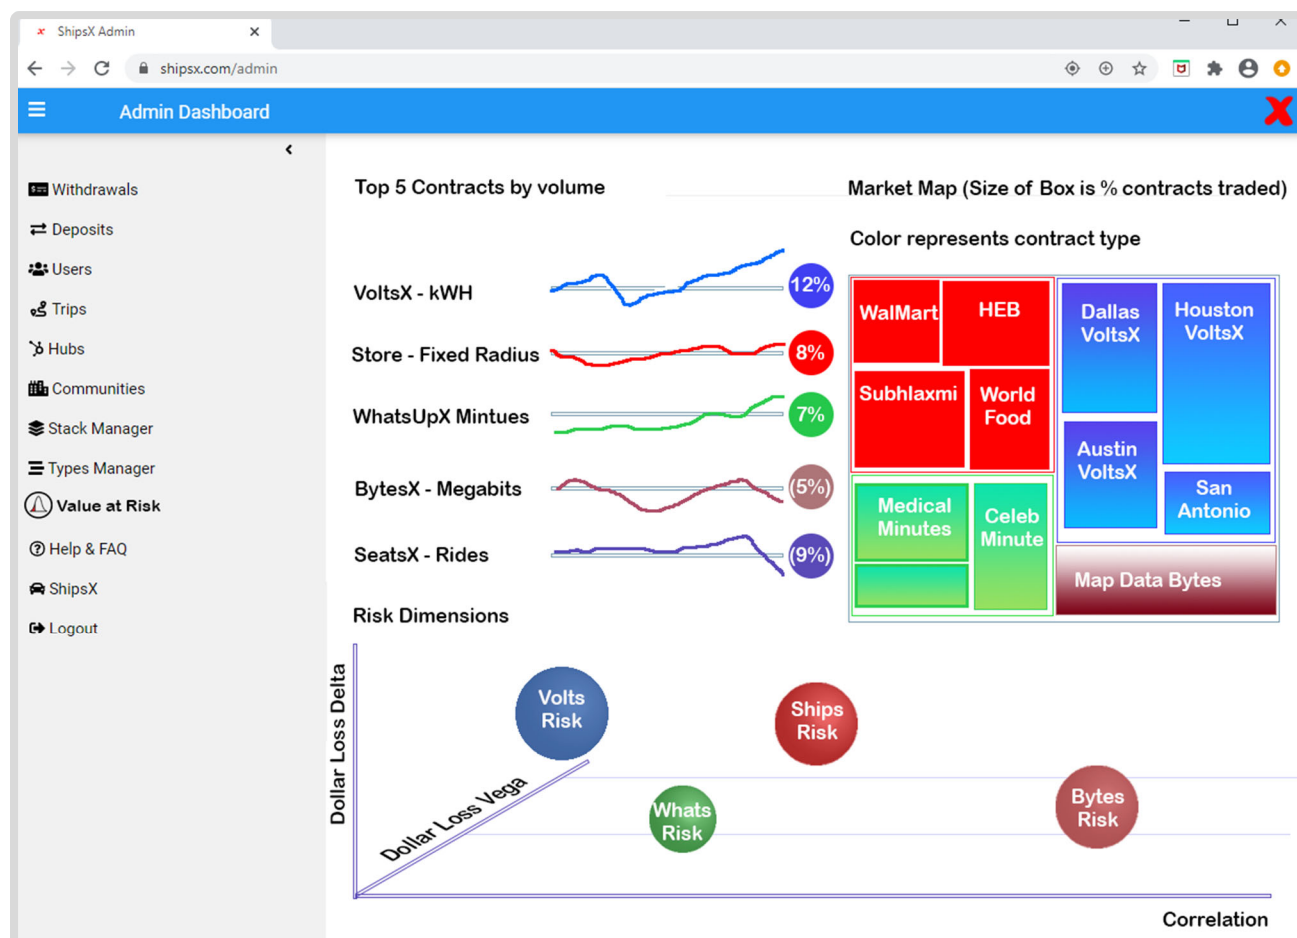 ShipsX Admin
shipsx.com/admin
Admin Dashboard
Withdrawals
Deposits
Users
Trips
Hubs
Communities
Stack Manager
Types Manager
Value at Risk
Help & FAQ
ShipsX
Logout
Top 5 Contracts by volume
VoltsX - kWH
12%
Store - Fixed Radius
8%
WhatsUpX Mintues
7%
BytesX - Megabits
(5%)
SeatsX - Rides
(9%)
Market Map (Size of Box is % contracts traded)
Color represents contract type
WalMart
HEB
Subhlaxmi
World
Food
Dallas
VoltsX
Houston
VoltsX
Austin
VoltsX
San
Antonio
Medical
Minutes
Celeb
Minute
Map Data Bytes
Risk Dimensions
Dollar Loss Delta
Dollar Loss Vega
Volts
Risk
Ships
Risk
Whats
Risk
Bytes
Risk
Correlation